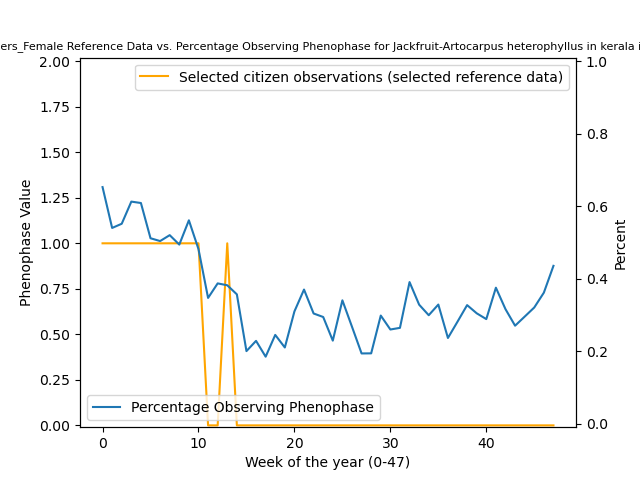 ers_Female Reference Data vs. Percentage Observing Phenophase for Jackfruit-Artocarpus heterophyllus in kerala i
Selected citizen observations (selected reference data)
Percentage Observing Phenophase
Phenophase Value
2.00
1.75
1.50
1.25
1.00
0.75
0.50
0.25
0.00
Percent
1.0
0.8
0.6
0.4
0.2
0.0
0 10 20 30 40
Week of the year (0-47)